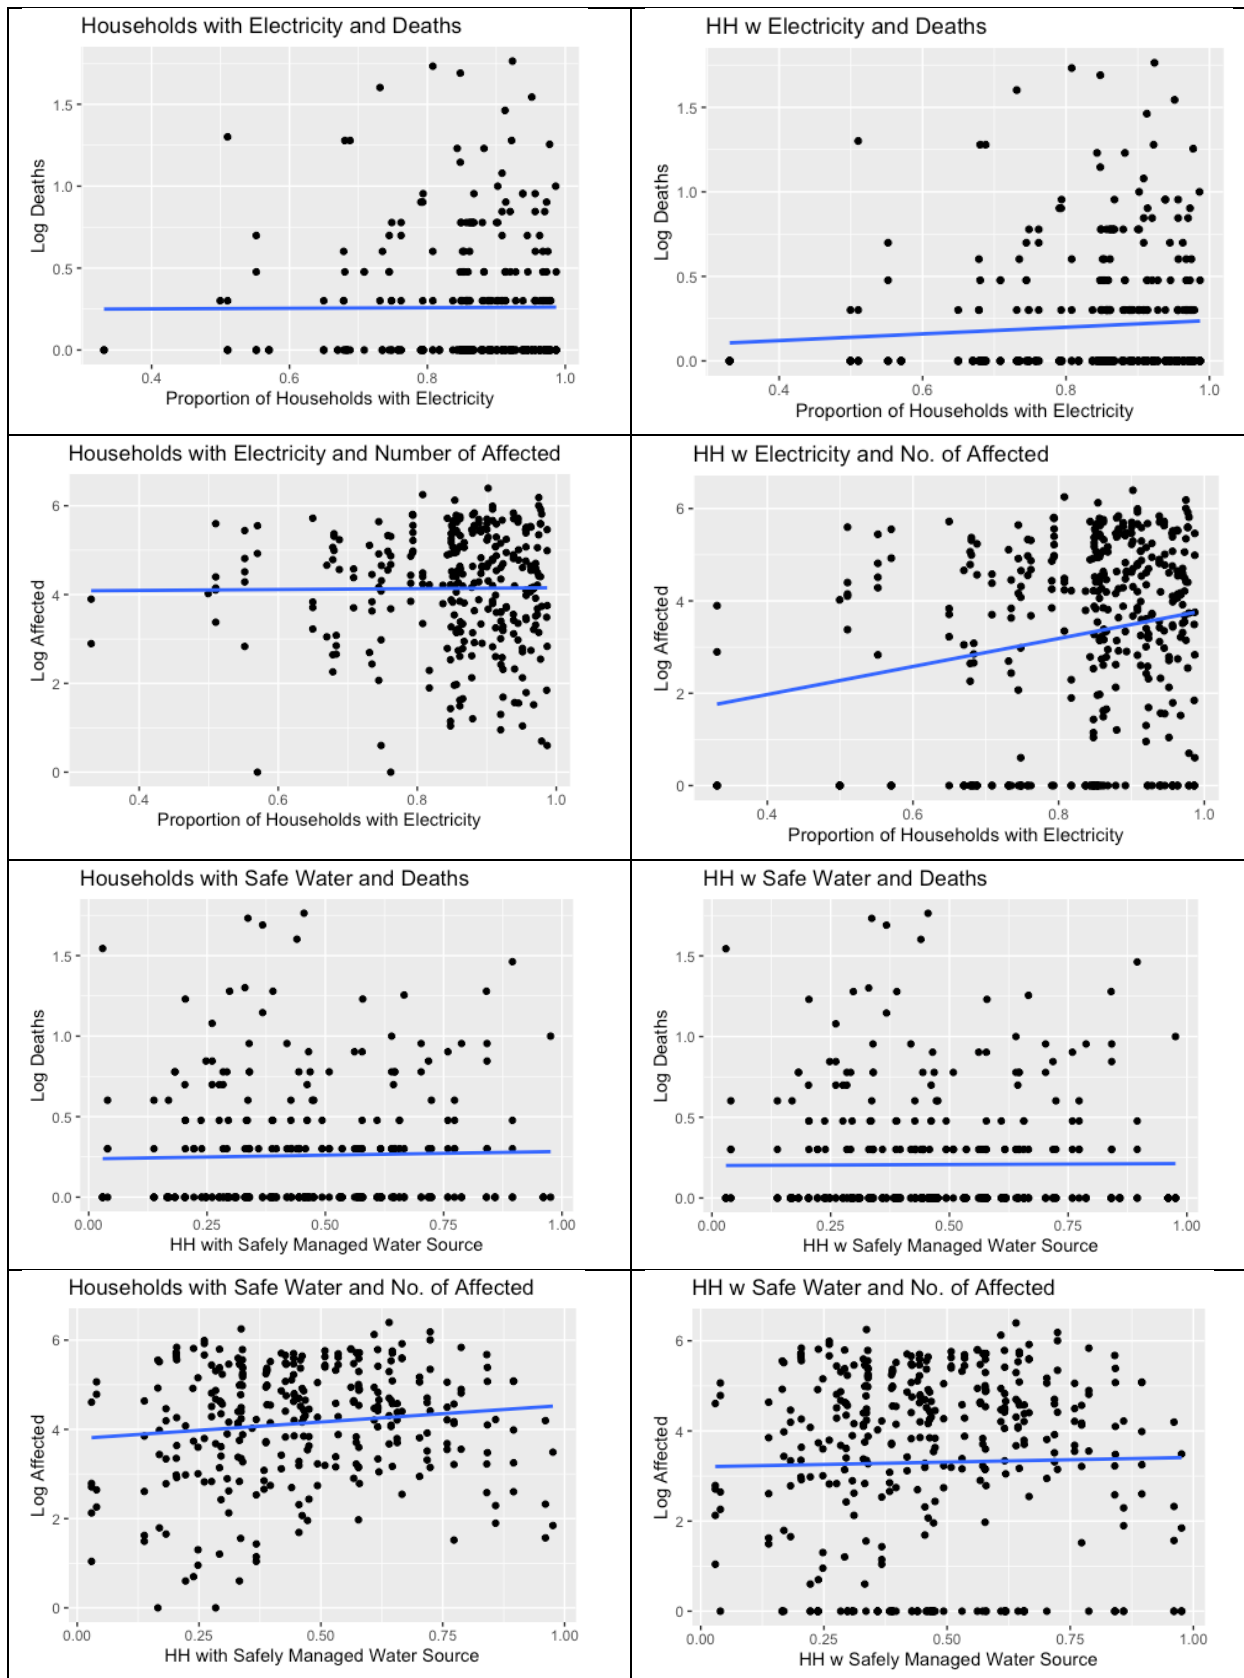 Households with Electricity and Deaths
Log Deaths
1.5
1.0
0.5
0.0
0.4 0.6 0.8 1.0
Proportion of Households with Electricity
HH w Electricity and Deaths
Log Deaths
1.5
1.0
0.5
0.0
0.4 0.6 0.8 1.0
Proportion of Households with Electricity
Households with Electricity and Number of Affected
Log Affected
6
4
2
0
0.4 0.6 0.8 1.0
Proportion of Households with Electricity
HH w Electricity and No. of Affected
Log Affected
6
4
2
0
0.4 0.6 0.8 1.0
Proportion of Households with Electricity
Households with Safe Water and Deaths
Log Deaths
1.5
1.0
0.5
0.0
0.00 0.25 0.50 0.75 1.00
HH with Safely Managed Water Source
HH w Safe Water and Deaths
Log Deaths
1.5
1.0
0.5
0.0
0.00 0.25 0.50 0.75 1.00
HH w Safely Managed Water Source
Households with Safe Water and No. of Affected
Log Affected
6
4
2
0
0.00 0.25 0.50 0.75 1.00
HH with Safely Managed Water Source
HH w Safe Water and No. of Affected
Log Affected
6
4
2
0
0.00 0.25 0.50 0.75 1.00
HH w Safely Managed Water Source